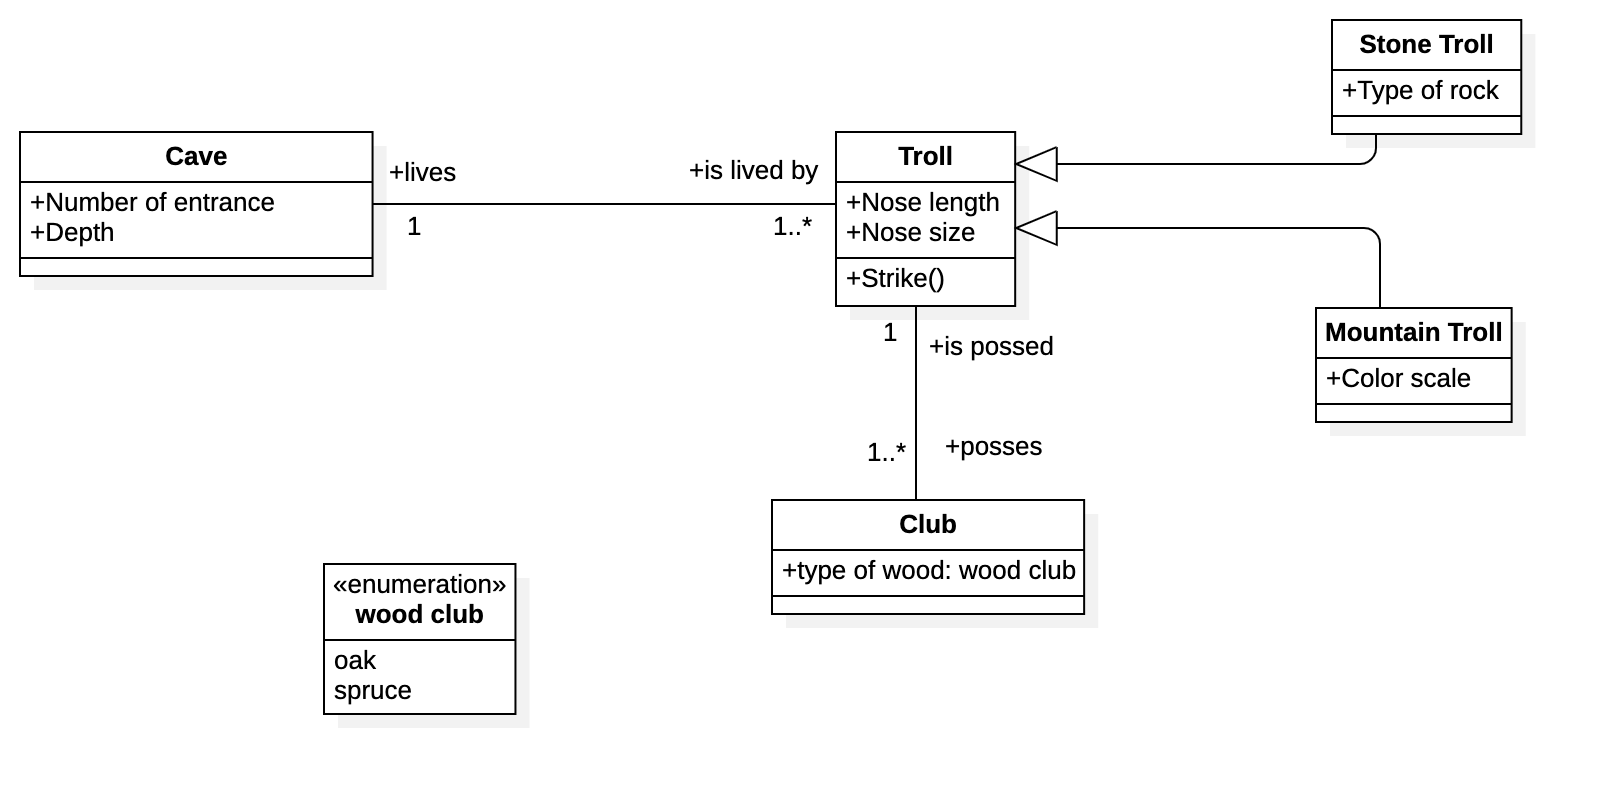 Stone Troll
+Type of rock
Cave
+Number of entrance
+Depth
+lives
1
+is lived by
1..*
Troll
+Nose length
+Nose size
+Strike()
Mountain Troll
+Color scale
1
+is possed
1..*
+posses
Club
+type of wood: wood club
«enumeration»
wood club
oak
spruce